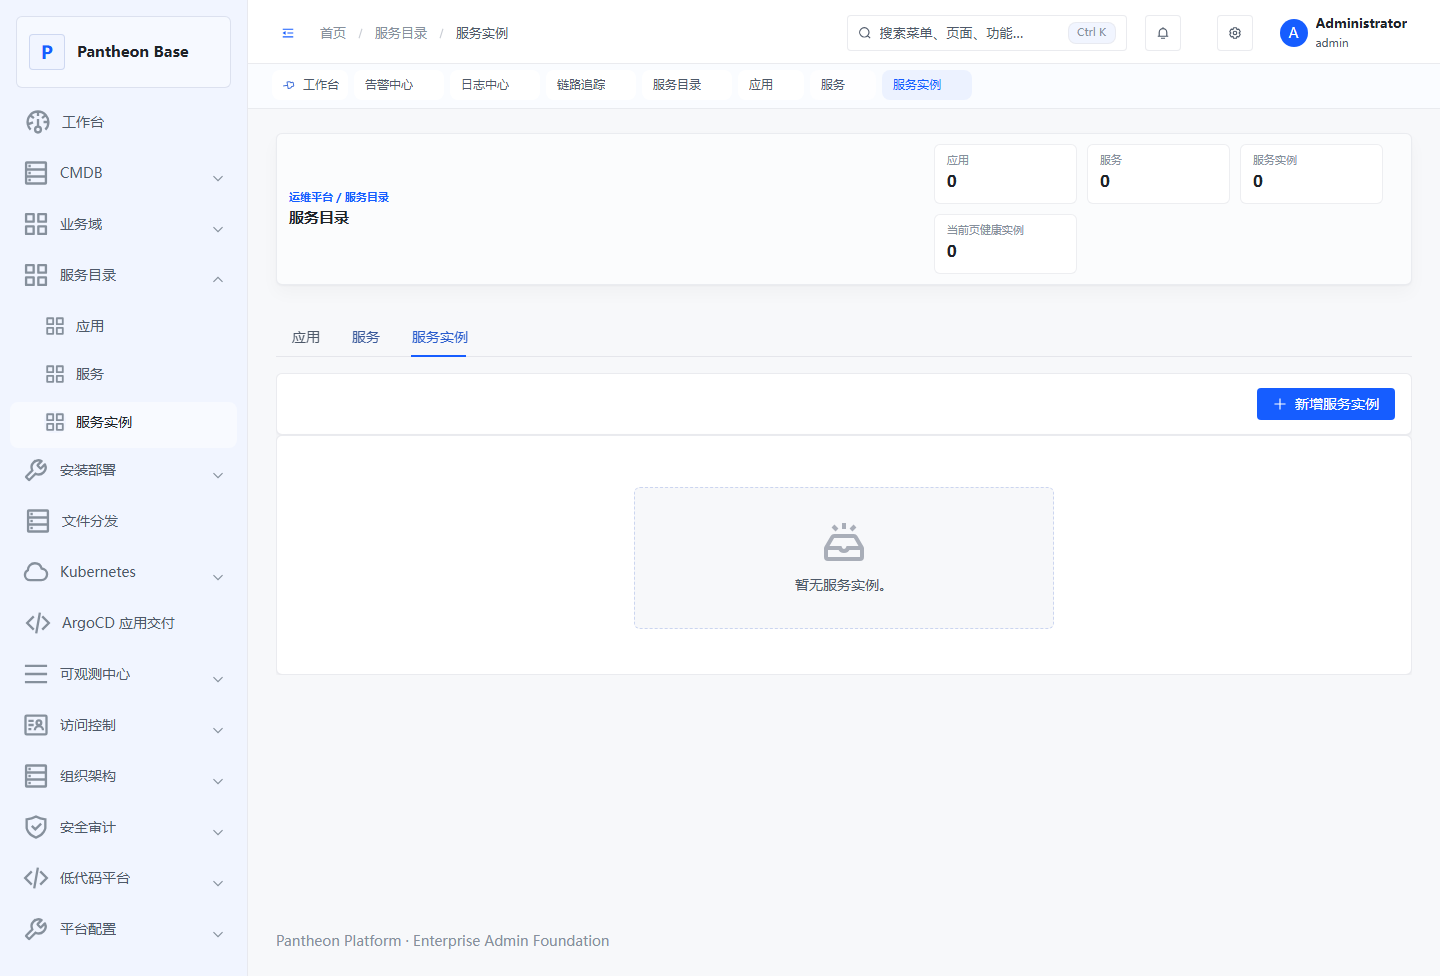 P Pantheon Base
工作台
CMDB
业务域
服务目录
应用
服务
服务实例
安装部署
文件分发
Kubernetes
ArgoCD 应用交付
可观测中心
访问控制
组织架构
安全审计
低代码平台
平台配置
首页 / 服务目录 / 服务实例
搜索菜单、页面、功能... Ctrl K
A Administrator
admin
工作台 告警中心 日志中心 链路追踪 服务目录 应用 服务 服务实例
运维平台 / 服务目录
服务目录
应用
0
服务
0
服务实例
0
当前页健康实例
0
应用 服务 服务实例
新增服务实例
暂无服务实例。
Pantheon Platform · Enterprise Admin Foundation